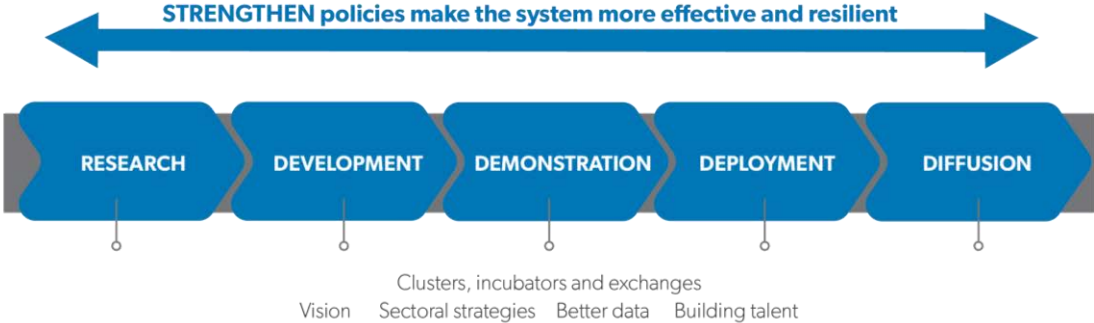 STRENGTHEN policies make the system more effective and resilient
RESEARCH DEVELOPMENT DEMONSTRATION DEPLOYMENT DIFFUSION
Clusters, incubators and exchanges
Vision Sectoral strategies Better data Building talent